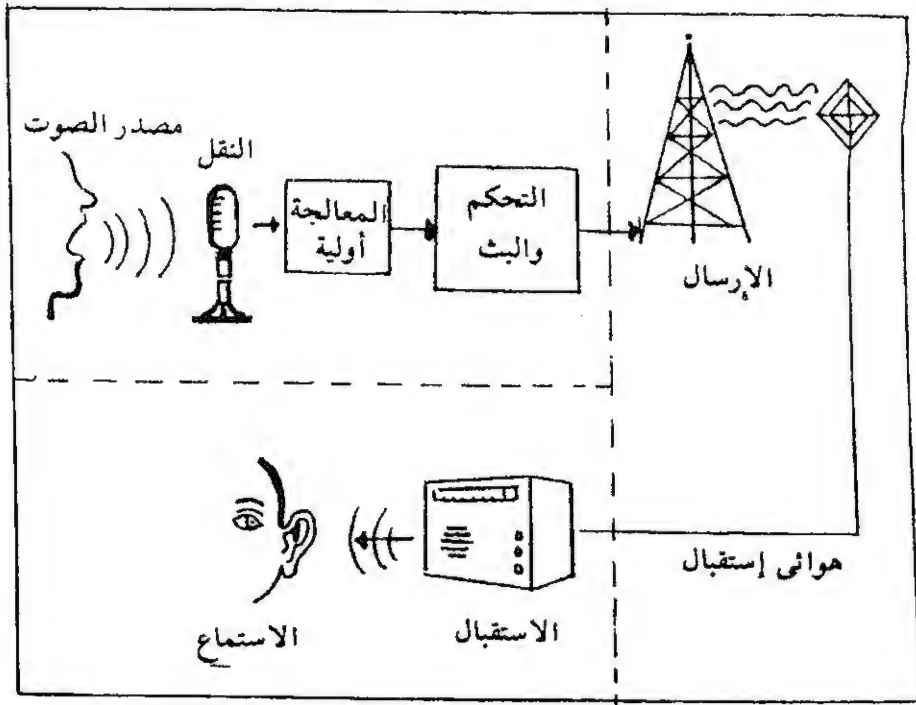 مصدر الصوت
النقل
المعالجة
أولية
التحكم
والبث
الإرسال
هوائى إستقبال
الاستقبال
الاستماع